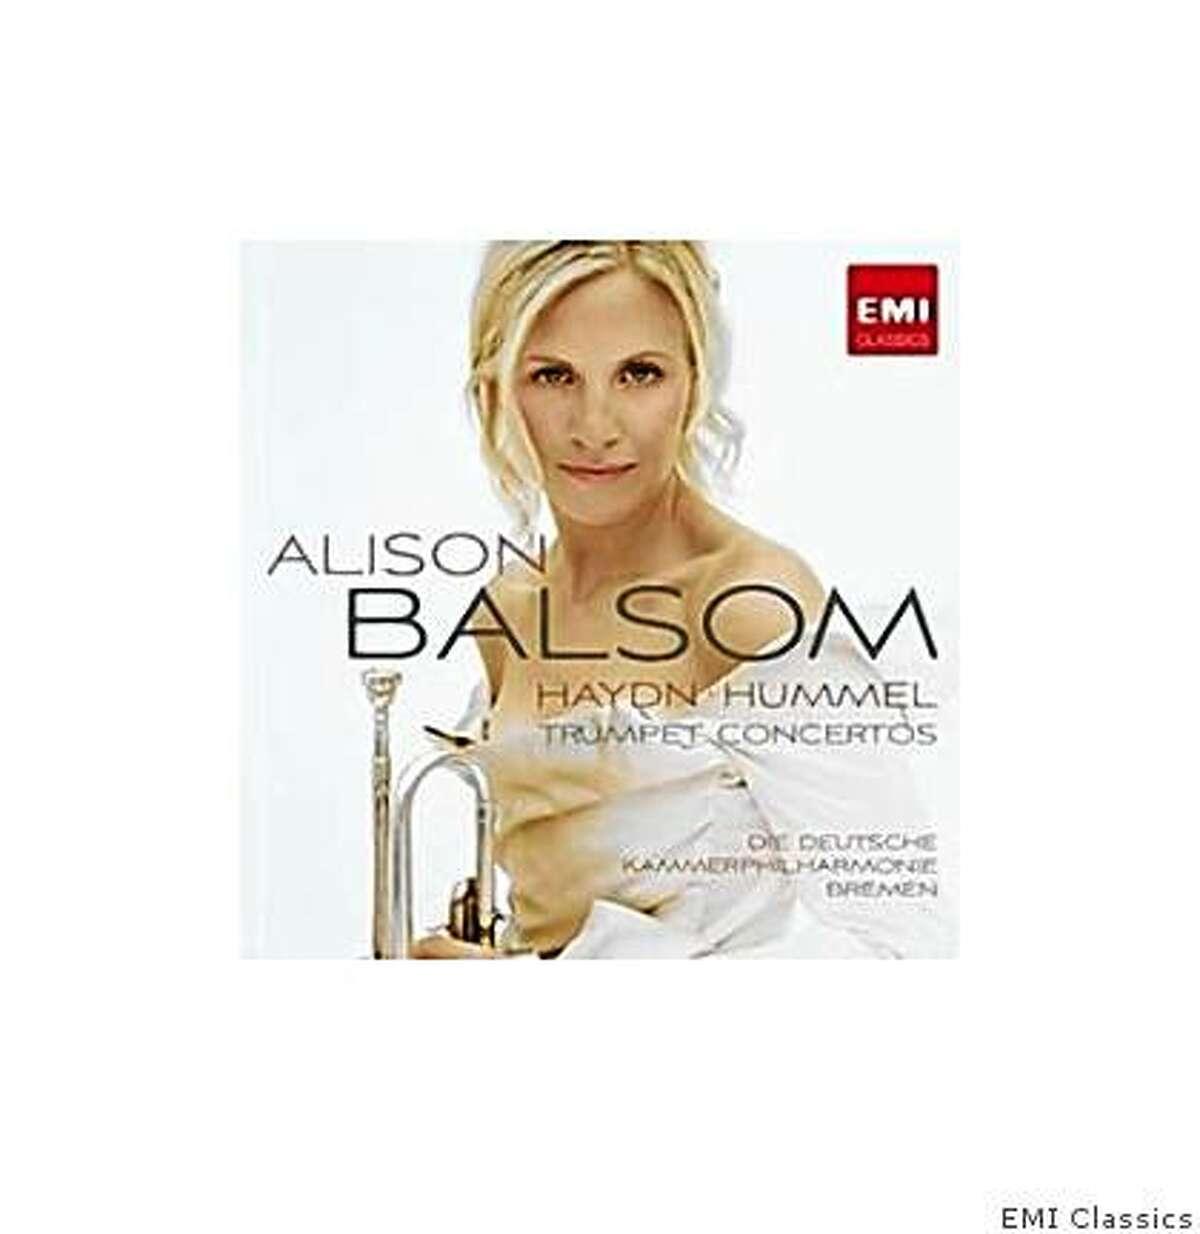 EMI
CLASSICS
ALISON
BALSOM
HAYDN · HUMMEL
TRUMPET CONCERTOS
DIE DEUTSCHE
KAMMERPHILHARMONIE
BREMEN
EMI Classics